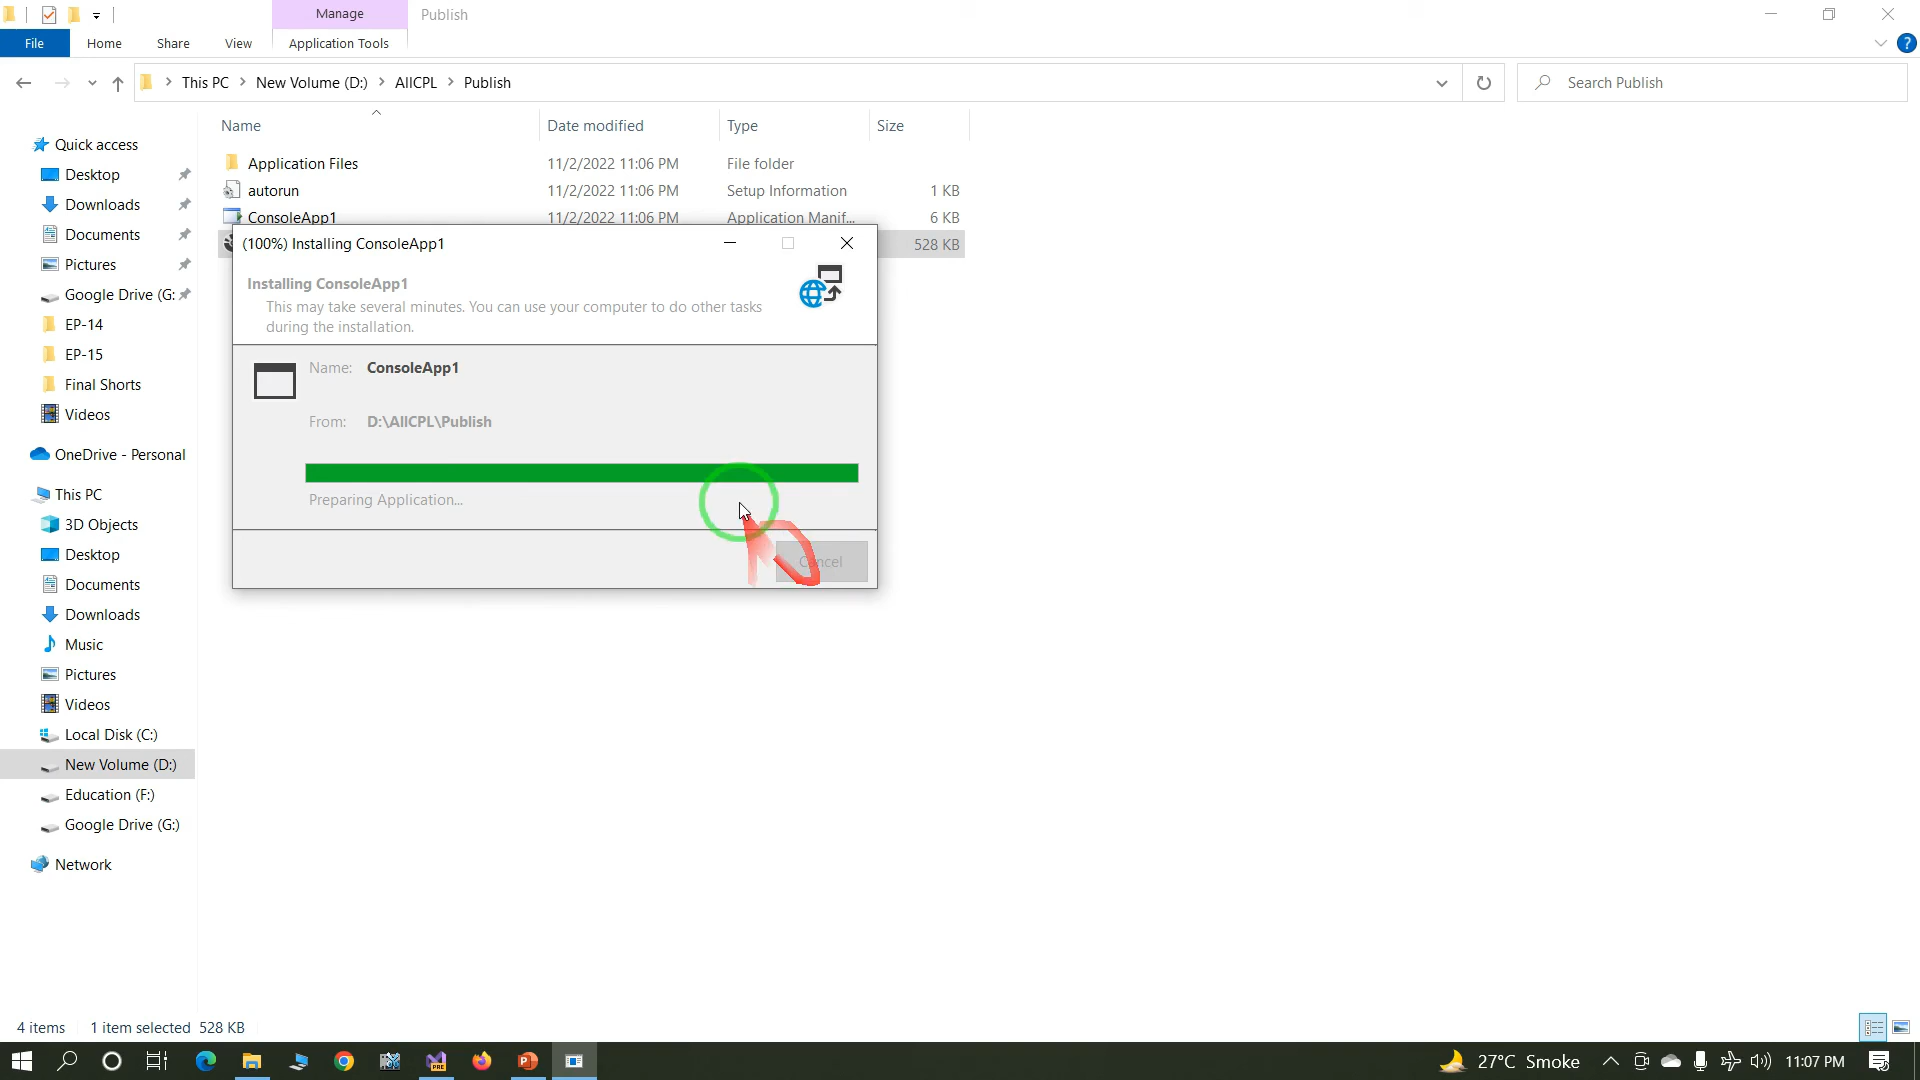 Manage
Publish
File
Home
Share
View
Application Tools
This PC
New Volume (D:)
AllCPL
Publish
Search Publish
Name
Date modified
Type
Size
Application Files
11/2/2022 11:06 PM
File folder
autorun
11/2/2022 11:06 PM
Setup Information
1 KB
ConsoleApp1
11/2/2022 11:06 PM
Application Manif...
6 KB
528 KB
(100%) Installing ConsoleApp1
Installing ConsoleApp1
This may take several minutes. You can use your computer to do other tasks
during the installation.
Name:
ConsoleApp1
From:
D:\AllCPL\Publish
Preparing Application...
Cancel
Quick access
Desktop
Downloads
Documents
Pictures
Google Drive (G:
EP-14
EP-15
Final Shorts
Videos
OneDrive - Personal
This PC
3D Objects
Desktop
Documents
Downloads
Music
Pictures
Videos
Local Disk (C:)
New Volume (D:)
Education (F:)
Google Drive (G:)
Network
4 items
1 item selected
528 KB
PRE
27°C Smoke
11:07 PM